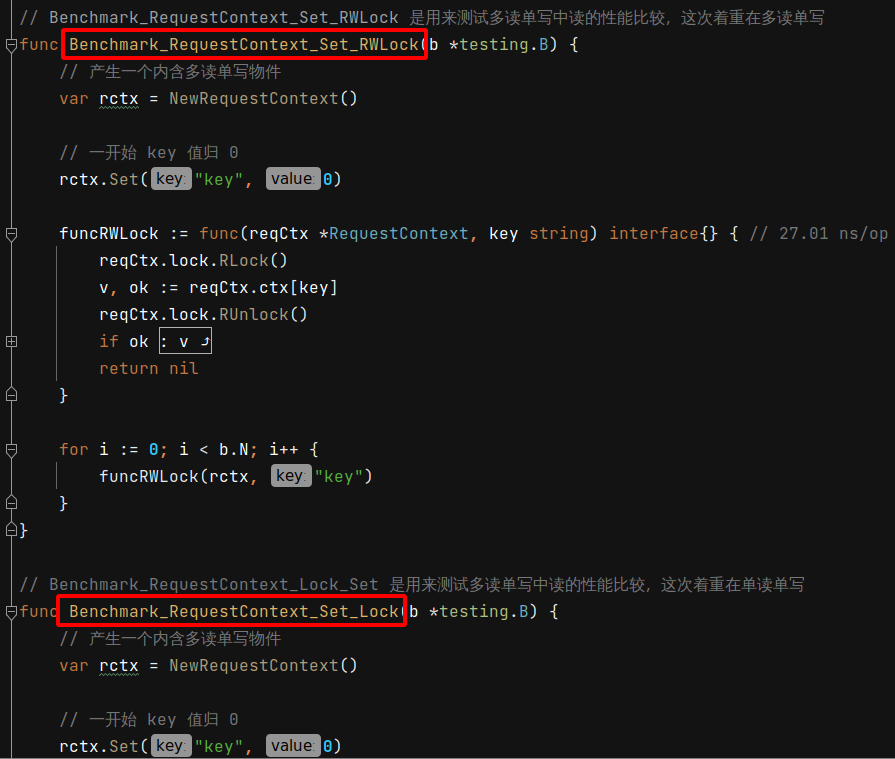 // Benchmark_RequestContext_Set_RWLock 是用来测试多读单写中读的性能比较，这次着重在多读单写
func Benchmark_RequestContext_Set_RWLock(b *testing.B) {
// 产生一个内含多读单写物件
var rctx = NewRequestContext()
// 一开始 key 值归 0
rctx.Set(key: "key", value: 0)
funcRWLock := func(reqCtx *RequestContext, key string) interface{} { // 27.01 ns/op
reqCtx.lock.RLock()
v, ok := reqCtx.ctx[key]
reqCtx.lock.RUnlock()
if ok : v ⤴
return nil
}
for i := 0; i < b.N; i++ {
funcRWLock(rctx, key: "key")
}
}
// Benchmark_RequestContext_Lock_Set 是用来测试多读单写中读的性能比较，这次着重在单读单写
func Benchmark_RequestContext_Set_Lock(b *testing.B) {
// 产生一个内含多读单写物件
var rctx = NewRequestContext()
// 一开始 key 值归 0
rctx.Set(key: "key", value: 0)